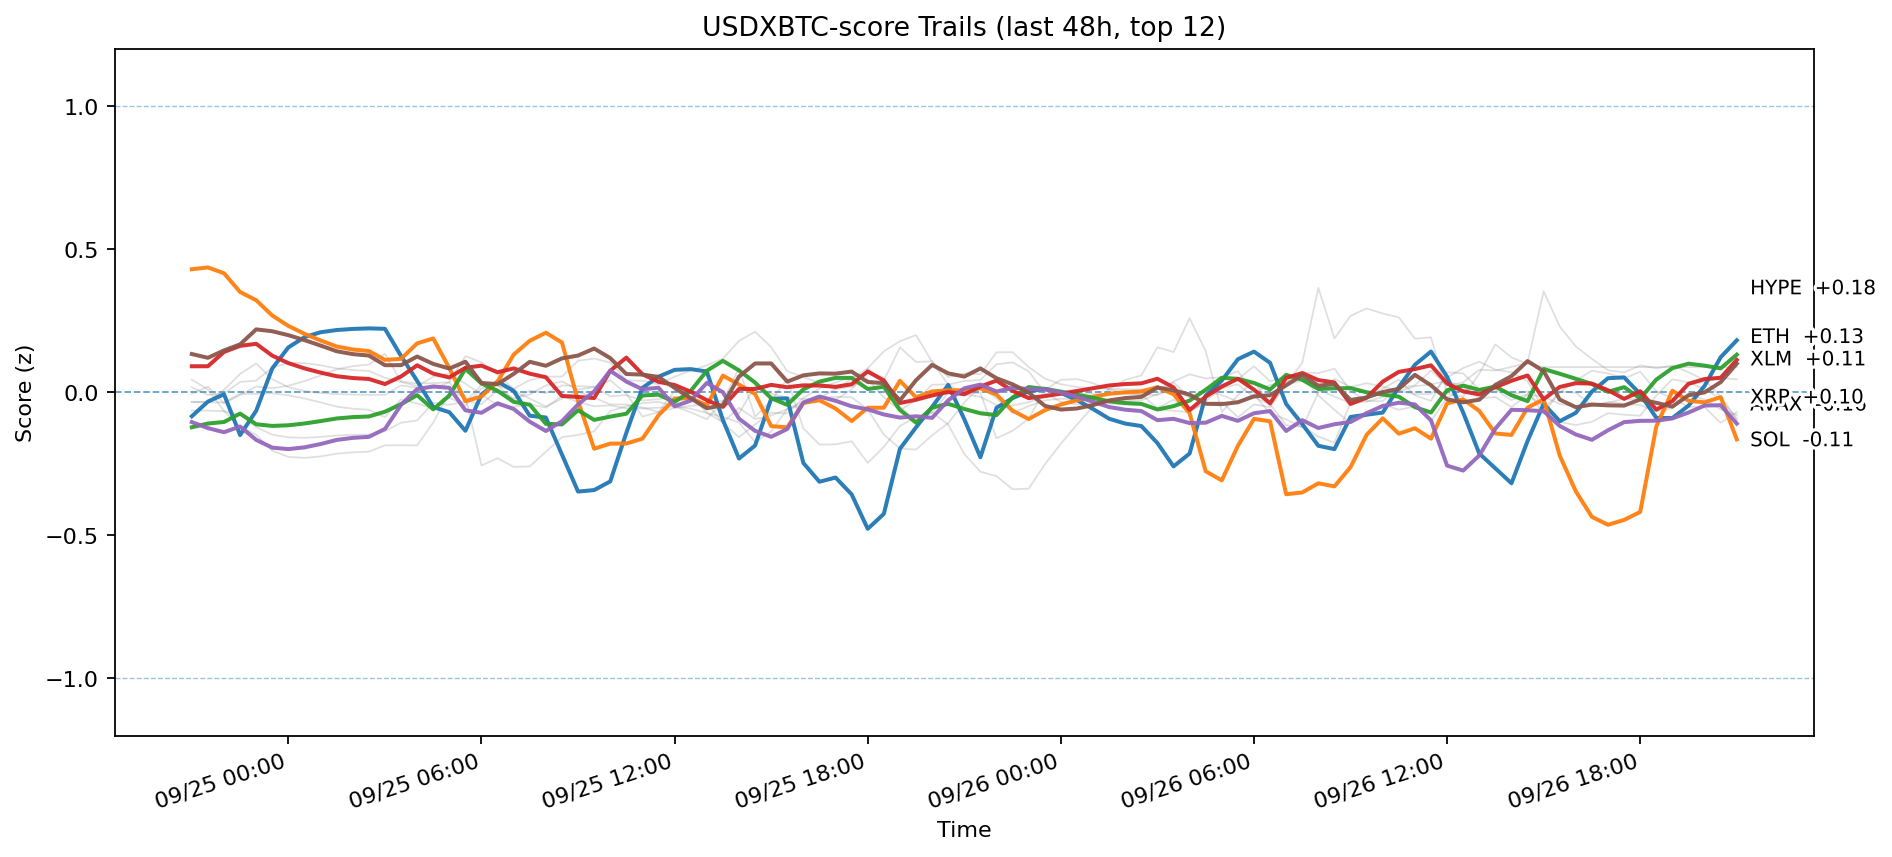 USDXBTC-score Trails (last 48h, top 12)
Score (z)
1.0
0.5
0.0
−0.5
−1.0
HYPE +0.18
ETH +0.13
XLM +0.11
XRP +0.10
AVAX -0.16
SOL -0.11
09/25 00:00
09/25 06:00
09/25 12:00
09/25 18:00
09/26 00:00
09/26 06:00
09/26 12:00
09/26 18:00
Time